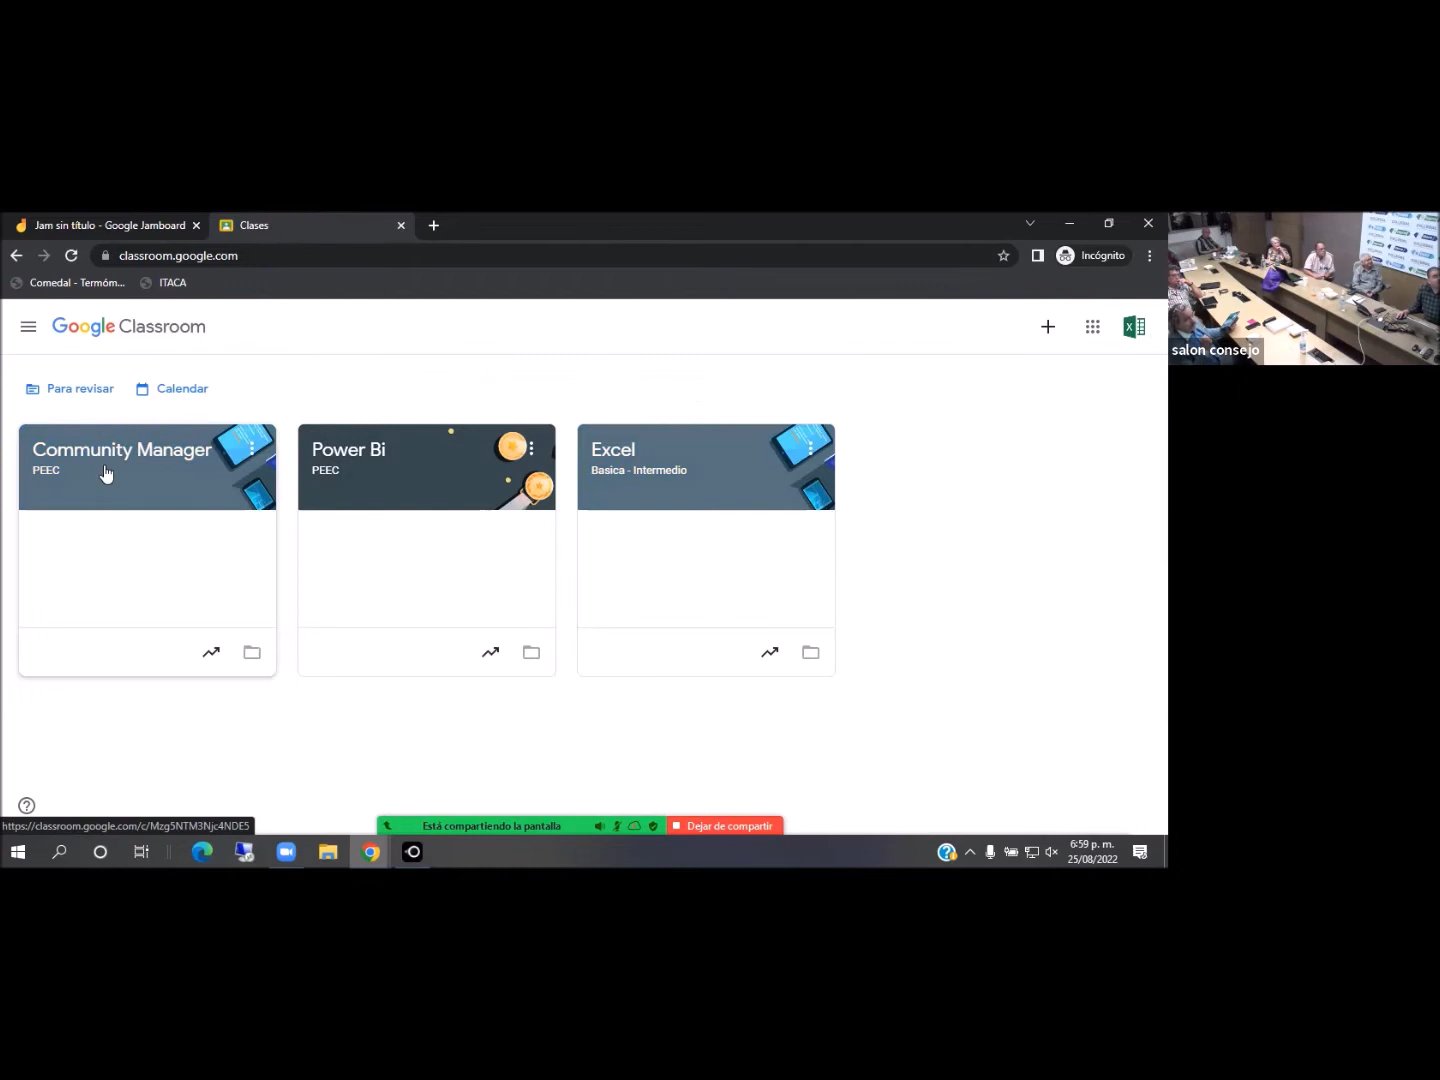 Jam sin título - Google Jamboard
Clases
classroom.google.com
Incógnito
Comedal - Termóm...
ITACA
Google Classroom
Para revisar
Calendar
Community Manager
PEEC
Power Bi
PEEC
Excel
Basica - Intermedio
salon consejo
https://classroom.google.com/c/Mzg5NTM3Njc4NDE5
Está compartiendo la pantalla
Dejar de compartir
6:59 p. m.
25/08/2022